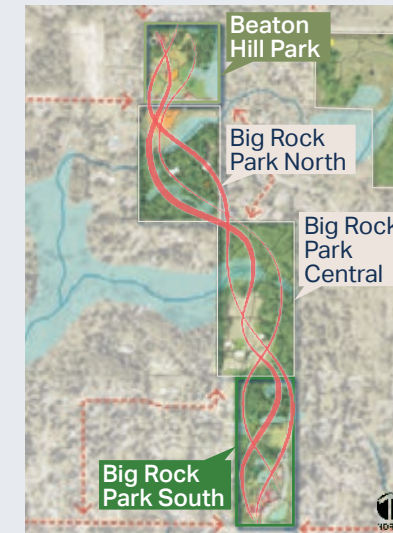 Beaton
Hill Park
Big Rock
Park North
Big Rock
Park
Central
Big Rock
Park South